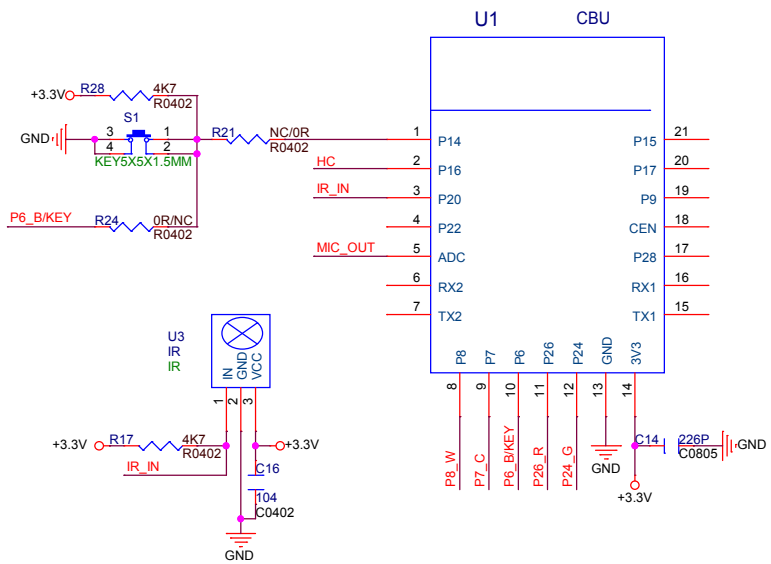 U1 CBU
R28 4K7
+3.3V R0402
S1
3 1
GND
4 2
KEY5X5X1.5MM
R21 NC/0R
R0402
P6_B/KEY R24 0R/NC
R0402
1 P14 P15 21
HC 2 P16 P17 20
IR_IN 3 P20 P9 19
4 P22 CEN 18
MIC_OUT 5 ADC P28 17
6 RX2 RX1 16
7 TX2 TX1 15
P8 P7 P6 P26 P24 GND 3V3
8 9 10 11 12 13 14
P8_W P7_C P6_B/KEY P26_R P24_G
GND
C14 226P GND
C0805
+3.3V
U3
IR
IR
IN GND VCC
1 2 3
+3.3V R17 4K7 +3.3V
R0402
IR_IN
C16
104
C0402
GND